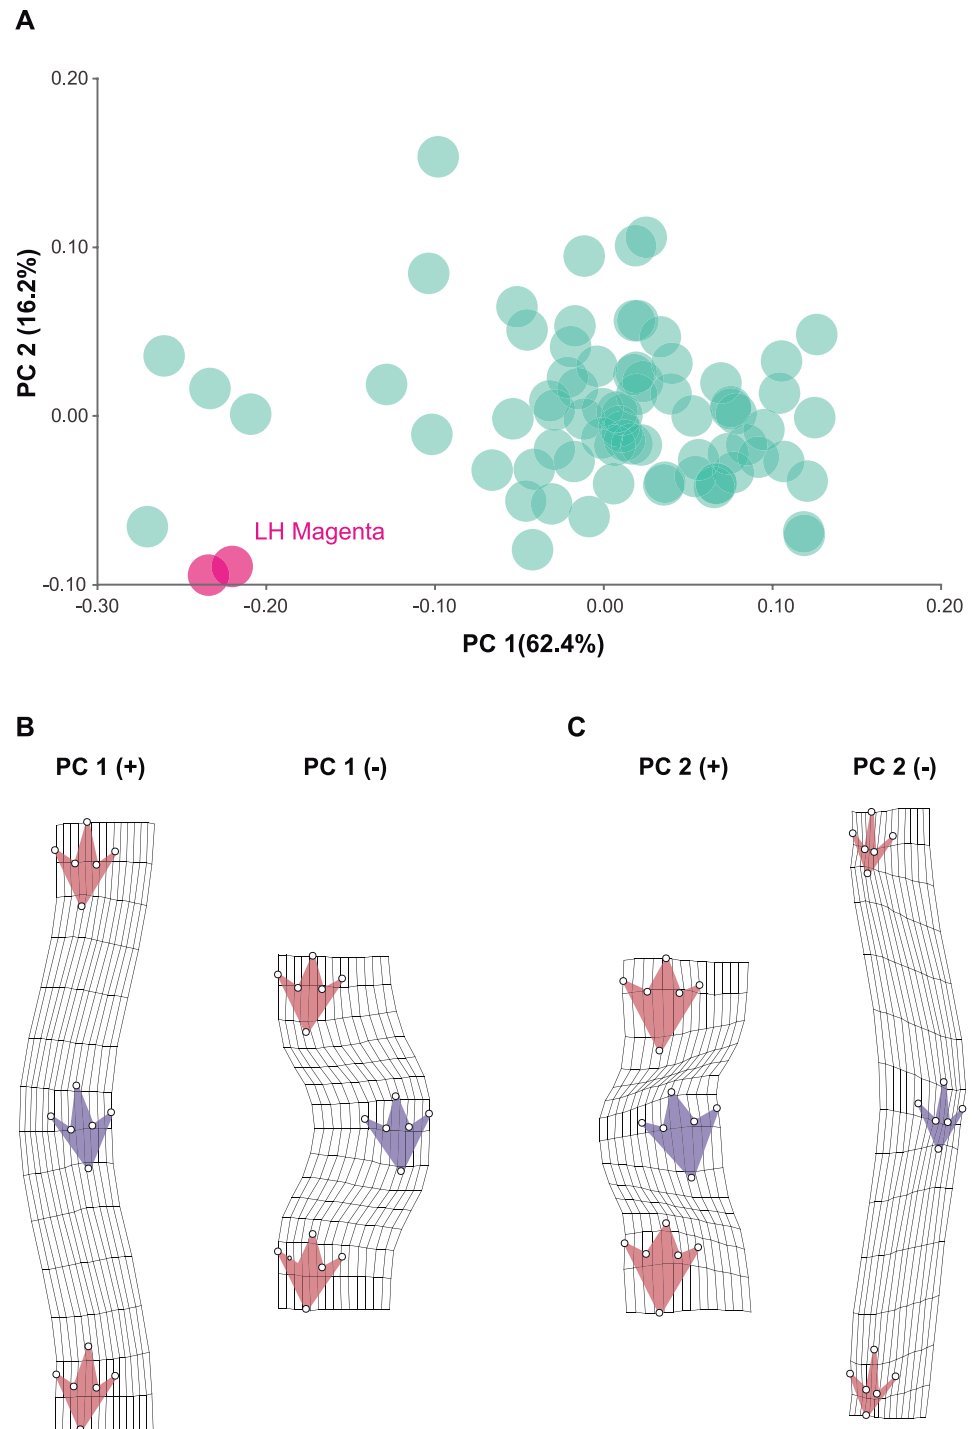 A
0.20
0.10
0.00
-0.10
PC 2 (16.2%)
LH Magenta
-0.30 -0.20 -0.10 0.00 0.10 0.20
PC 1(62.4%)
B
C
PC 1 (+) PC 1 (-) PC 2 (+) PC 2 (-)